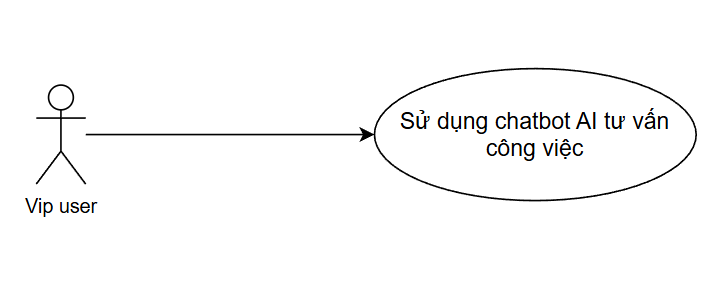 Sử dụng chatbot AI tư vấn
công việc
Vip user